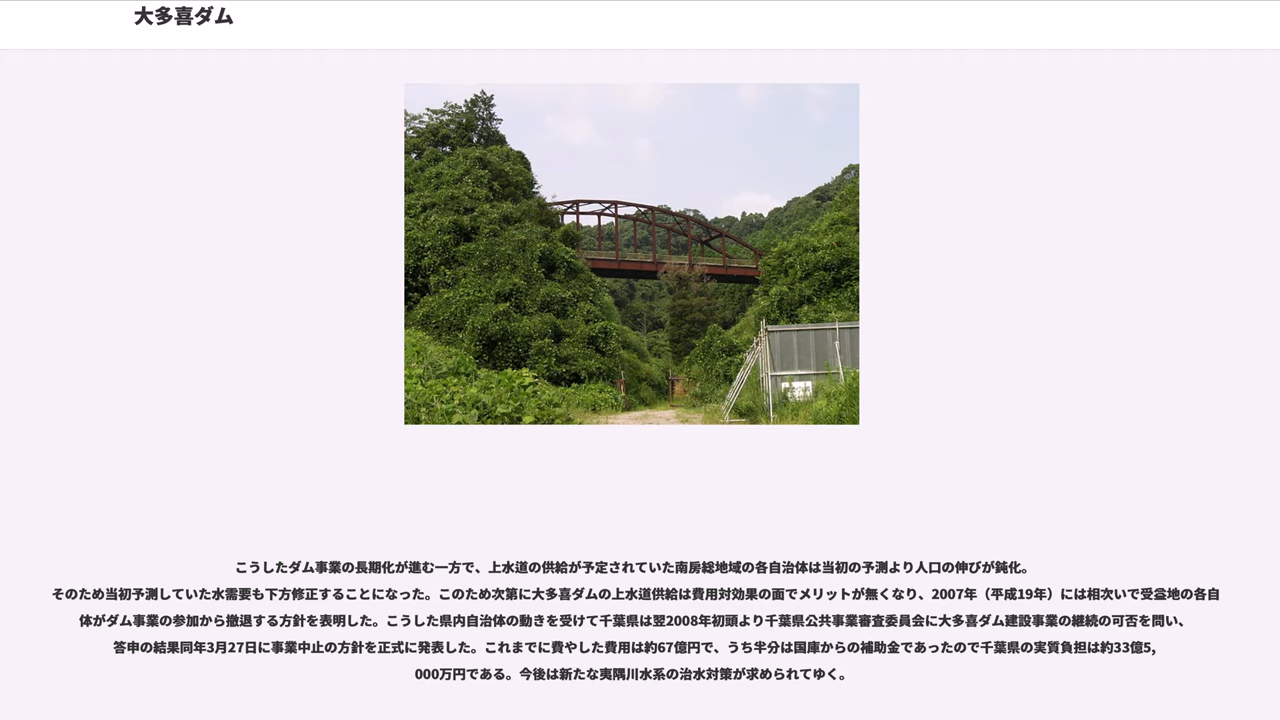 大多喜ダム
こうしたダム事業の長期化が進む一方で、上水道の供給が予定されていた南房総地域の各自治体は当初の予測より人口の伸びが鈍化。
そのため当初予測していた水需要も下方修正することになった。このため次第に大多喜ダムの上水道供給は費用対効果の面でメリットが無くなり、2007年（平成19年）には相次いで受益地の各自
体がダム事業の参加から撤退する方針を表明した。こうした県内自治体の動きを受けて千葉県は翌2008年初頭より千葉県公共事業審査委員会に大多喜ダム建設事業の継続の可否を問い、
答申の結果同年3月27日に事業中止の方針を正式に発表した。これまでに費やした費用は約67億円で、うち半分は国庫からの補助金であったので千葉県の実質負担は約33億5,
000万円である。今後は新たな夷隅川水系の治水対策が求められてゆく。